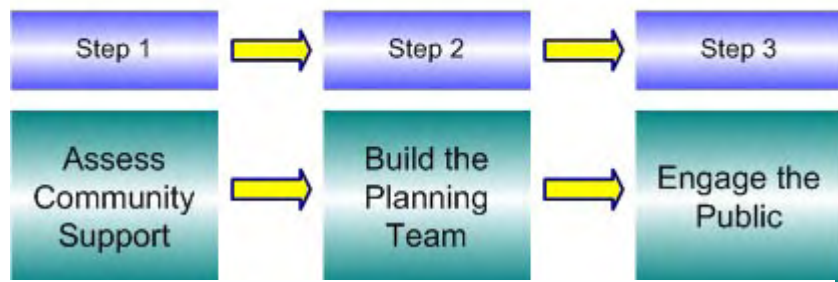 Step 1
Step 2
Step 3
Assess
Community
Support
Build the
Planning
Team
Engage the
Public